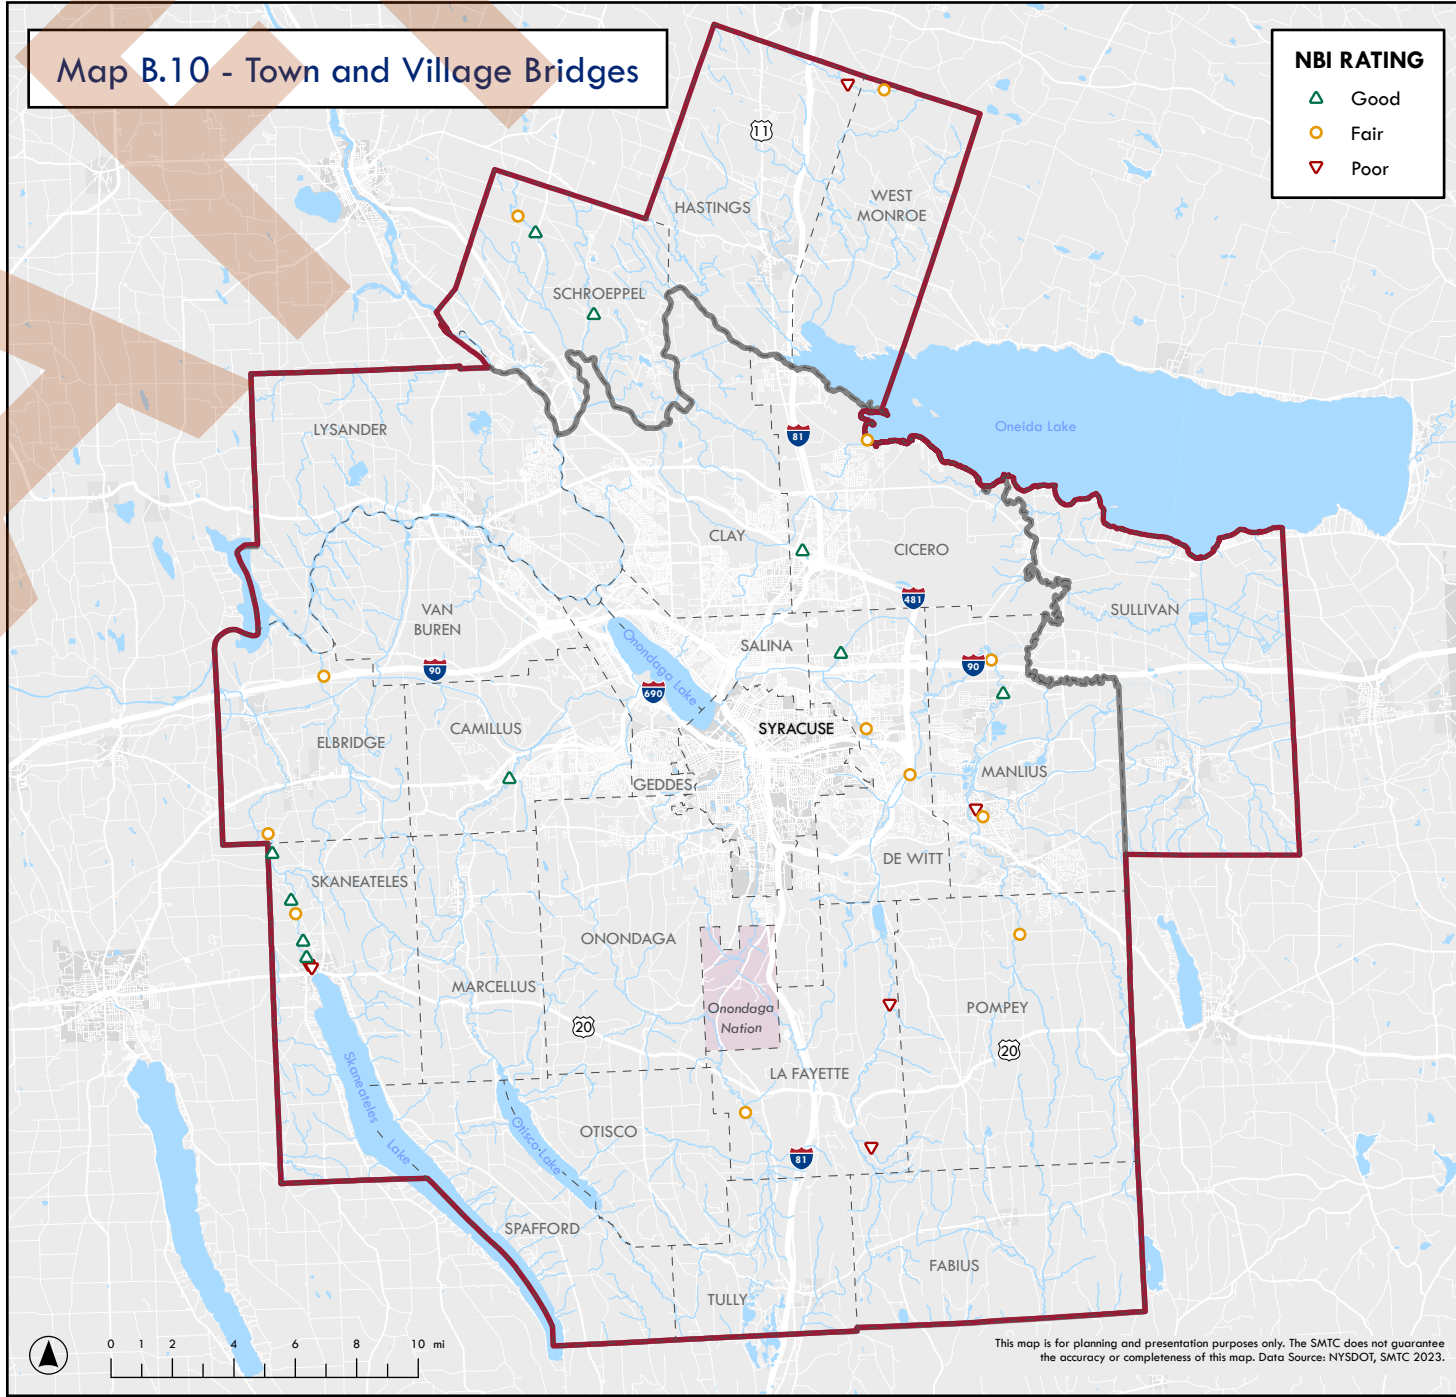 Map B.10 - Town and Village Bridges
NBI RATING
Good
Fair
Poor
11
HASTINGS
WEST
MONROE
SCHROEPPEL
LYSANDER
81
Oneida Lake
CLAY
CICERO
481
VAN
BUREN
SULLIVAN
SALINA
Onondaga Lake
90
90
690
ELBRIDGE
CAMILLUS
SYRACUSE
GEDDES
MANLIUS
DE WITT
SKANEATELES
ONONDAGA
MARCELLUS
Onondaga
Nation
POMPEY
20
20
LA FAYETTE
Skaneateles
Lake
Otisco Lake
OTISCO
81
SPAFFORD
FABIUS
TULLY
0 1 2 4 6 8 10 mi
This map is for planning and presentation purposes only. The SMTC does not guarantee
the accuracy or completeness of this map. Data Source: NYSDOT, SMTC 2023.